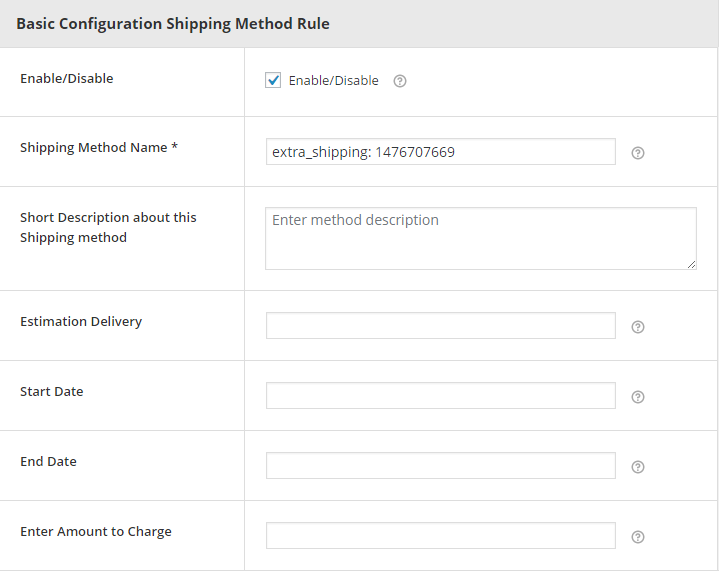 Basic Configuration Shipping Method Rule
Enable/Disable
Enable/Disable ?
Shipping Method Name *
extra_shipping: 1476707669 ?
Short Description about this
Shipping method
Enter method description
Estimation Delivery
?
Start Date
?
End Date
?
Enter Amount to Charge
?